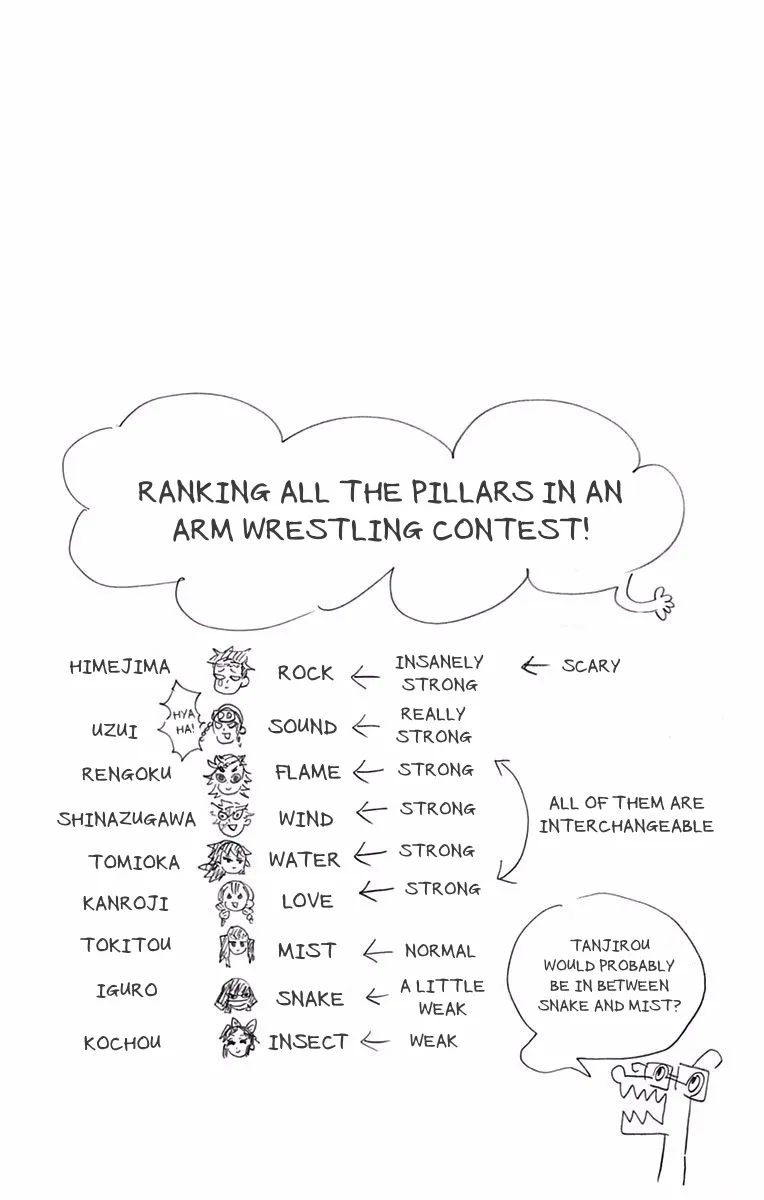 RANKING ALL THE PILLARS IN AN
ARM WRESTLING CONTEST!
HIMEJIMA ROCK ← INSANELY STRONG ← SCARY
UZUI HYA HA! SOUND ← REALLY STRONG
RENGOKU FLAME ← STRONG
SHINAZUGAWA WIND ← STRONG
TOMIOKA WATER ← STRONG
KANROJI LOVE ← STRONG
ALL OF THEM ARE
INTERCHANGEABLE
TOKITOU MIST ← NORMAL
IGURO SNAKE ← A LITTLE WEAK
KOCHOU INSECT ← WEAK
TANJIROU
WOULD PROBABLY
BE IN BETWEEN
SNAKE AND MIST?